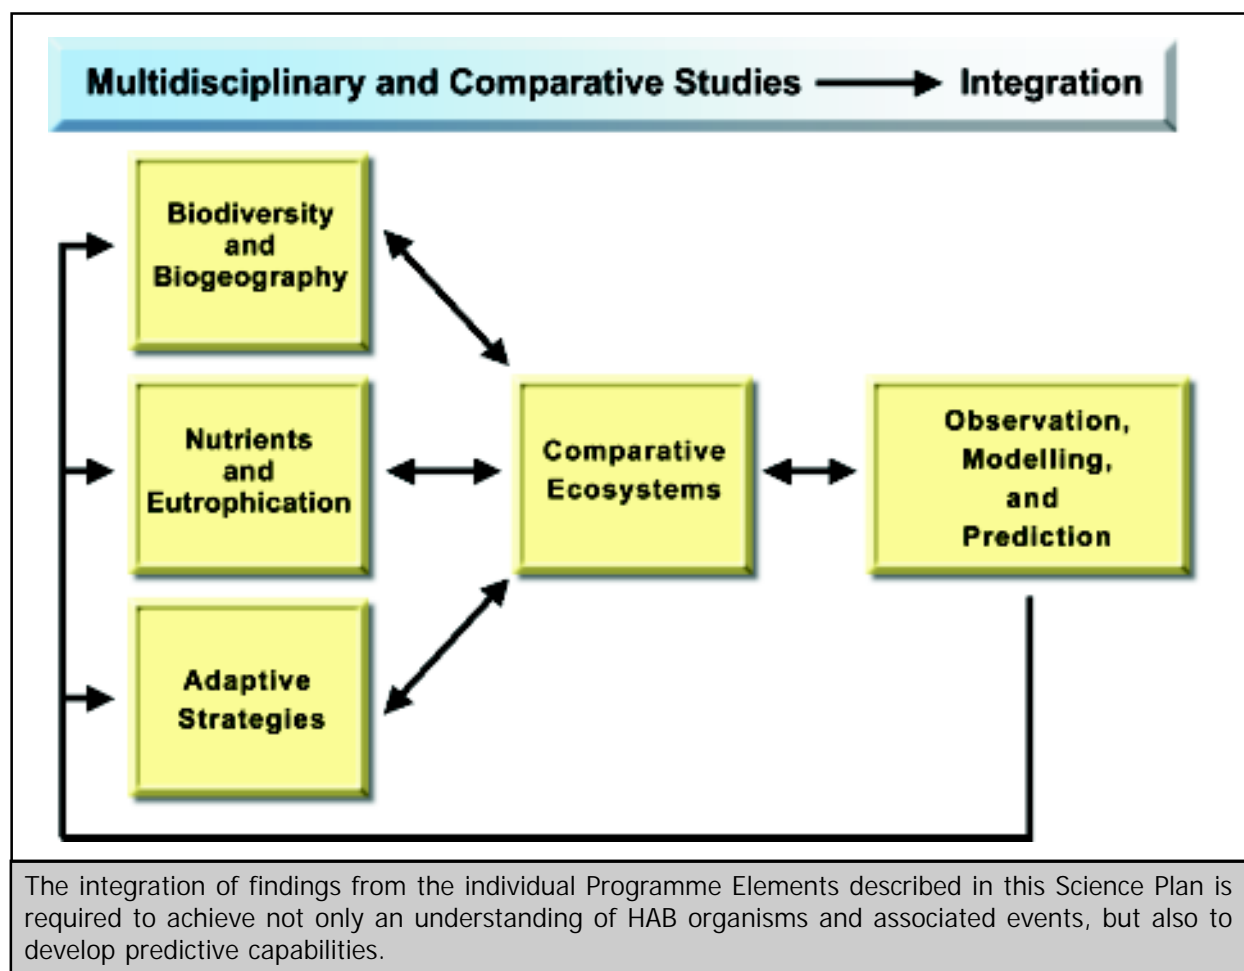 Multidisciplinary and Comparative Studies Integration
Biodiversity
and
Biogeography
Nutrients
and
Eutrophication
Adaptive
Strategies
Comparative
Ecosystems
Observation,
Modelling,
and
Prediction
The integration of findings from the individual Programme Elements described in this Science Plan is
required to achieve not only an understanding of HAB organisms and associated events, but also to
develop predictive capabilities.